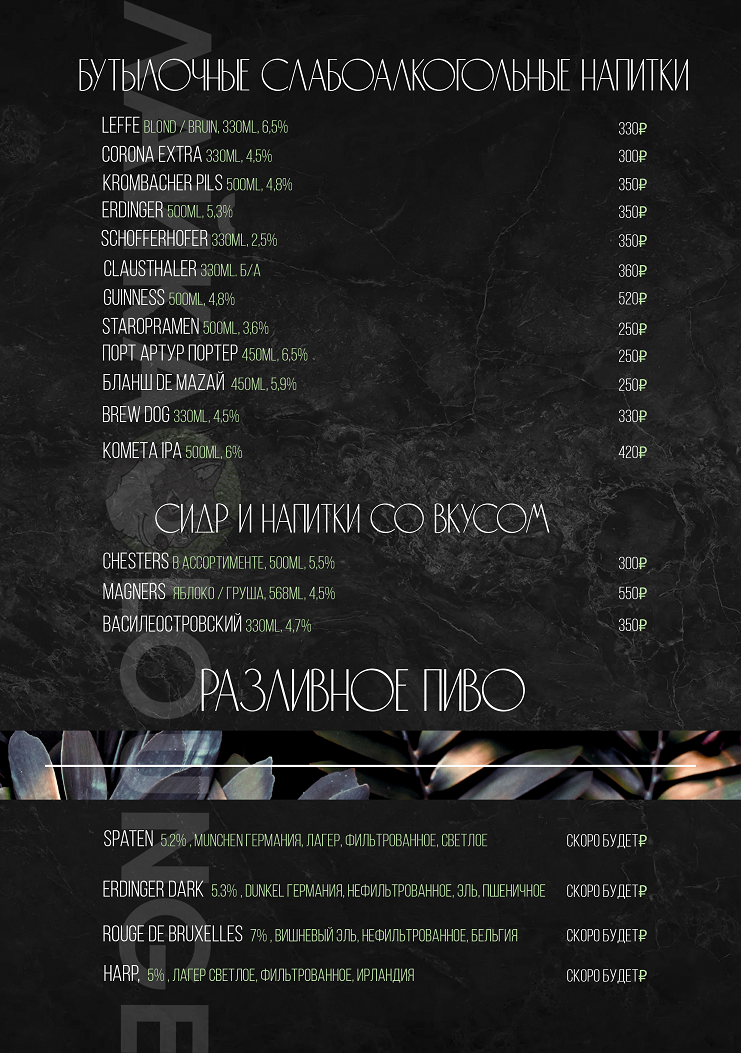 БУТЫЛОЧНЫЕ СЛАБОАЛКОГОЛЬНЫЕ НАПИТКИ
LEFFE BLOND / BRUIN, 330ML, 6,5% 330₽
CORONA EXTRA 330ML, 4,5% 300₽
KROMBACHER PILS 500ML, 4,8% 350₽
ERDINGER 500ML, 5,3% 350₽
SCHOFFERHOFER 330ML, 2,5% 350₽
CLAUSTHALER 330ML. Б/А 360₽
GUINNESS 500ML, 4,8% 520₽
STAROPRAMEN 500ML, 3,6% 250₽
ПОРТ АРТУР ПОРТЕР 450ML, 6,5% 250₽
БЛАНШ DE MAZAЙ 450ML, 5,9% 250₽
BREW DOG 330ML, 4,5% 330₽
КОМЕТА IPA 500ML, 6% 420₽
СИДР И НАПИТКИ СО ВКУСОМ
CHESTERS В АССОРТИМЕНТЕ, 500ML, 5,5% 300₽
MAGNERS ЯБЛОКО / ГРУША, 568ML, 4,5% 550₽
ВАСИЛЕОСТРОВСКИЙ 330ML, 4,7% 350₽
РАЗЛИВНОЕ ПИВО
SPATEN 5.2% , MUNCHEN ГЕРМАНИЯ, ЛАГЕР, ФИЛЬТРОВАННОЕ, СВЕТЛОЕ СКОРО БУДЕТ₽
ERDINGER DARK 5.3% , DUNKEL ГЕРМАНИЯ, НЕФИЛЬТРОВАННОЕ, ЭЛЬ, ПШЕНИЧНОЕ СКОРО БУДЕТ₽
ROUGE DE BRUXELLES 7% , ВИШНЕВЫЙ ЭЛЬ, НЕФИЛЬТРОВАННОЕ, БЕЛЬГИЯ СКОРО БУДЕТ₽
HARP, 5% , ЛАГЕР СВЕТЛОЕ, ФИЛЬТРОВАННОЕ, ИРЛАНДИЯ СКОРО БУДЕТ₽